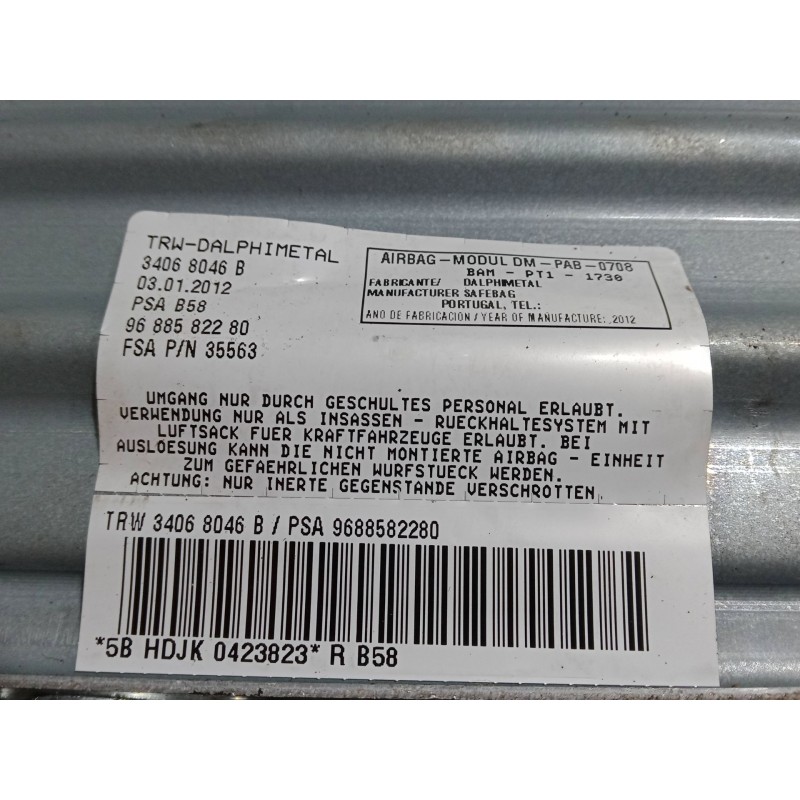 TRW-DALPHIMETAL
3406 8046 B
03.01.2012
PSA B58
96 885 822 80
FSA P/N 35563
AIRBAG-MODUL DM-PAB-0708
BAM - PT1 - 1730
FABRICANTE/ DALPHIMETAL
MANUFACTURER SAFEBAG
PORTUGAL, TEL.:
ANO DE FABRICACION / YEAR OF MANUFACTURE: .2012
UMGANG NUR DURCH GESCHULTES PERSONAL ERLAUBT.
VERWENDUNG NUR ALS INSASSEN - RUECKHALTESYSTEM MIT
LUFTSACK FUER KRAFTFAHRZEUGE ERLAUBT. BEI
AUSLOESUNG KANN DIE NICHT MONTIERTE AIRBAG - EINHEIT
ZUM GEFAEHRLICHEN WURFSTUECK WERDEN.
ACHTUNG: NUR INERTE GEGENSTANDE VERSCHROTTEN
TRW 3406 8046 B / PSA 9688582280
*5B HDJK 0423823* R B58